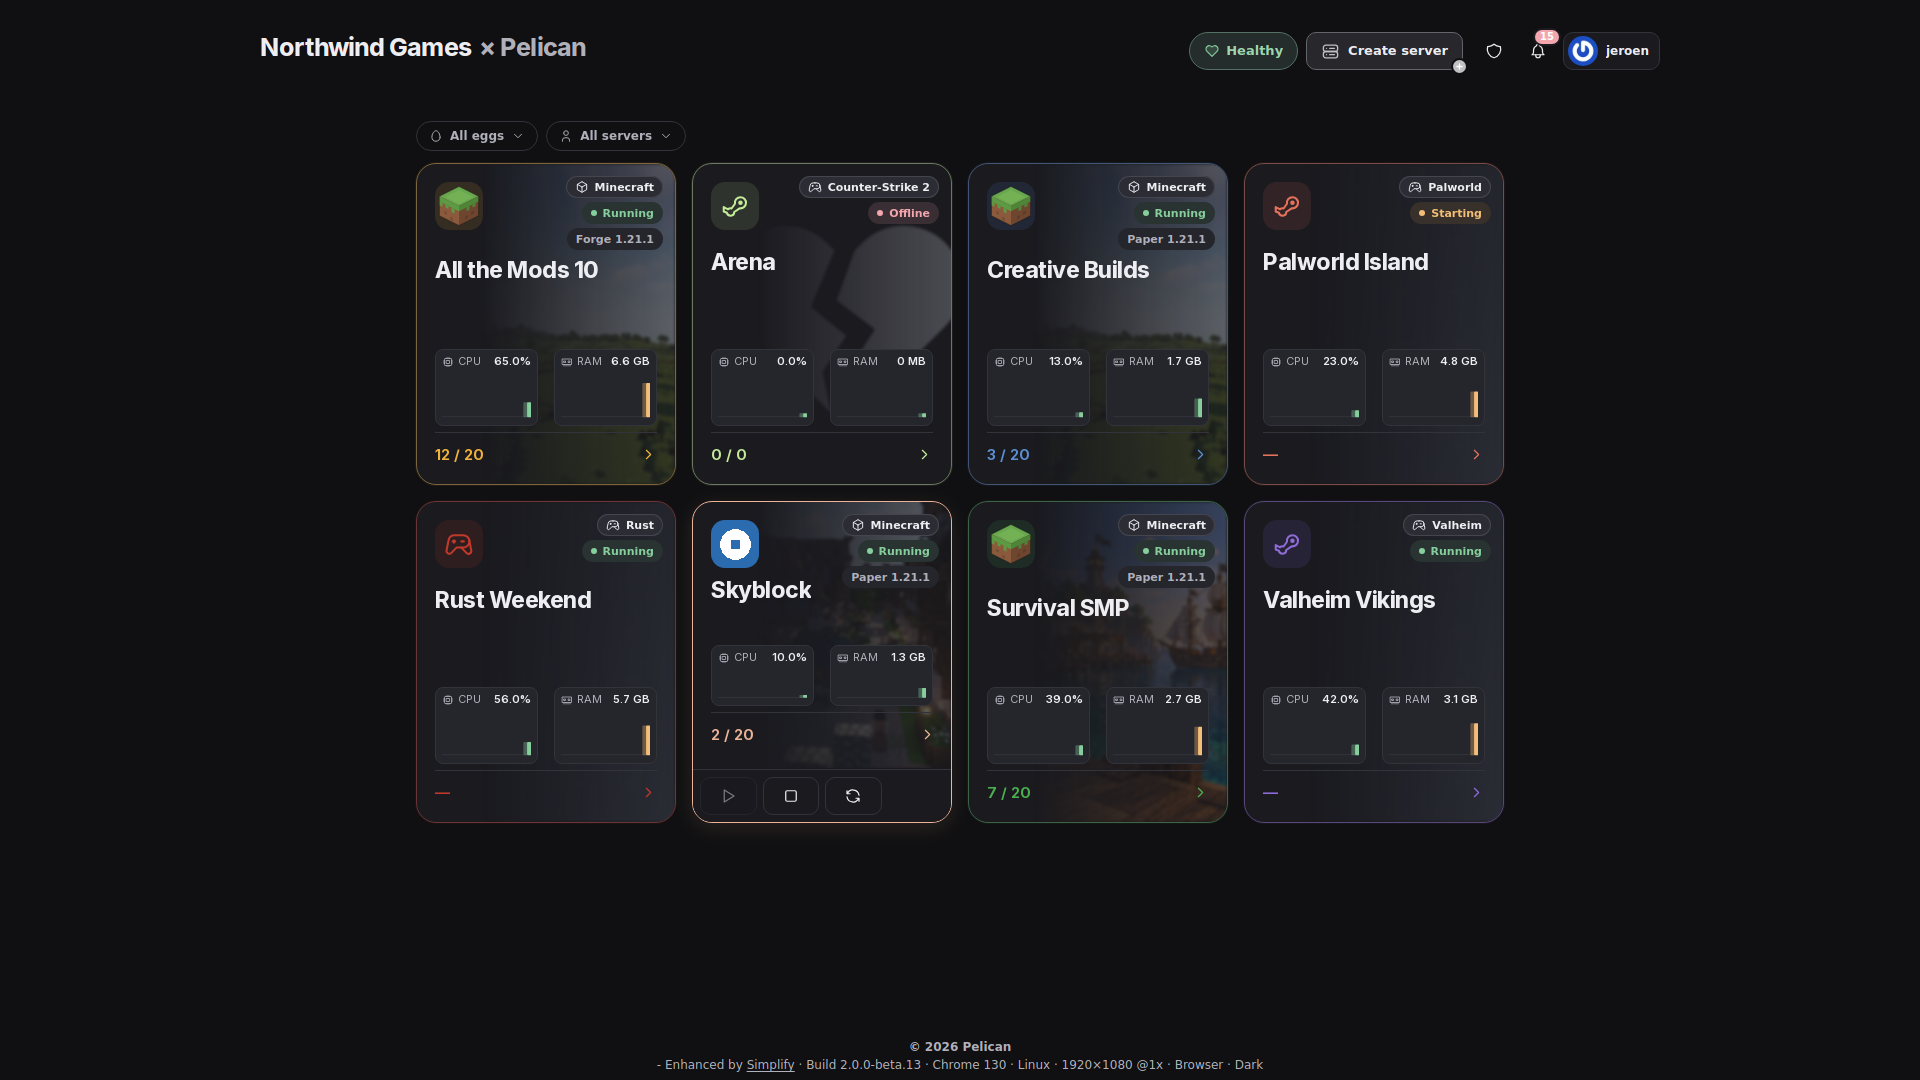 Northwind Games × Pelican
Healthy
Create server
15
jeroen
All eggs
All servers
Minecraft
Running
Forge 1.21.1
All the Mods 10
CPU 65.0%
RAM 6.6 GB
12 / 20
Counter-Strike 2
Offline
Arena
CPU 0.0%
RAM 0 MB
0 / 0
Minecraft
Running
Paper 1.21.1
Creative Builds
CPU 13.0%
RAM 1.7 GB
3 / 20
Palworld
Starting
Palworld Island
CPU 23.0%
RAM 4.8 GB
—
Rust
Running
Rust Weekend
CPU 56.0%
RAM 5.7 GB
—
Minecraft
Running
Paper 1.21.1
Skyblock
CPU 10.0%
RAM 1.3 GB
2 / 20
Minecraft
Running
Paper 1.21.1
Survival SMP
CPU 39.0%
RAM 2.7 GB
7 / 20
Valheim
Running
Valheim Vikings
CPU 42.0%
RAM 3.1 GB
—
© 2026 Pelican
- Enhanced by Simplify · Build 2.0.0-beta.13 · Chrome 130 · Linux · 1920×1080 @1x · Browser · Dark